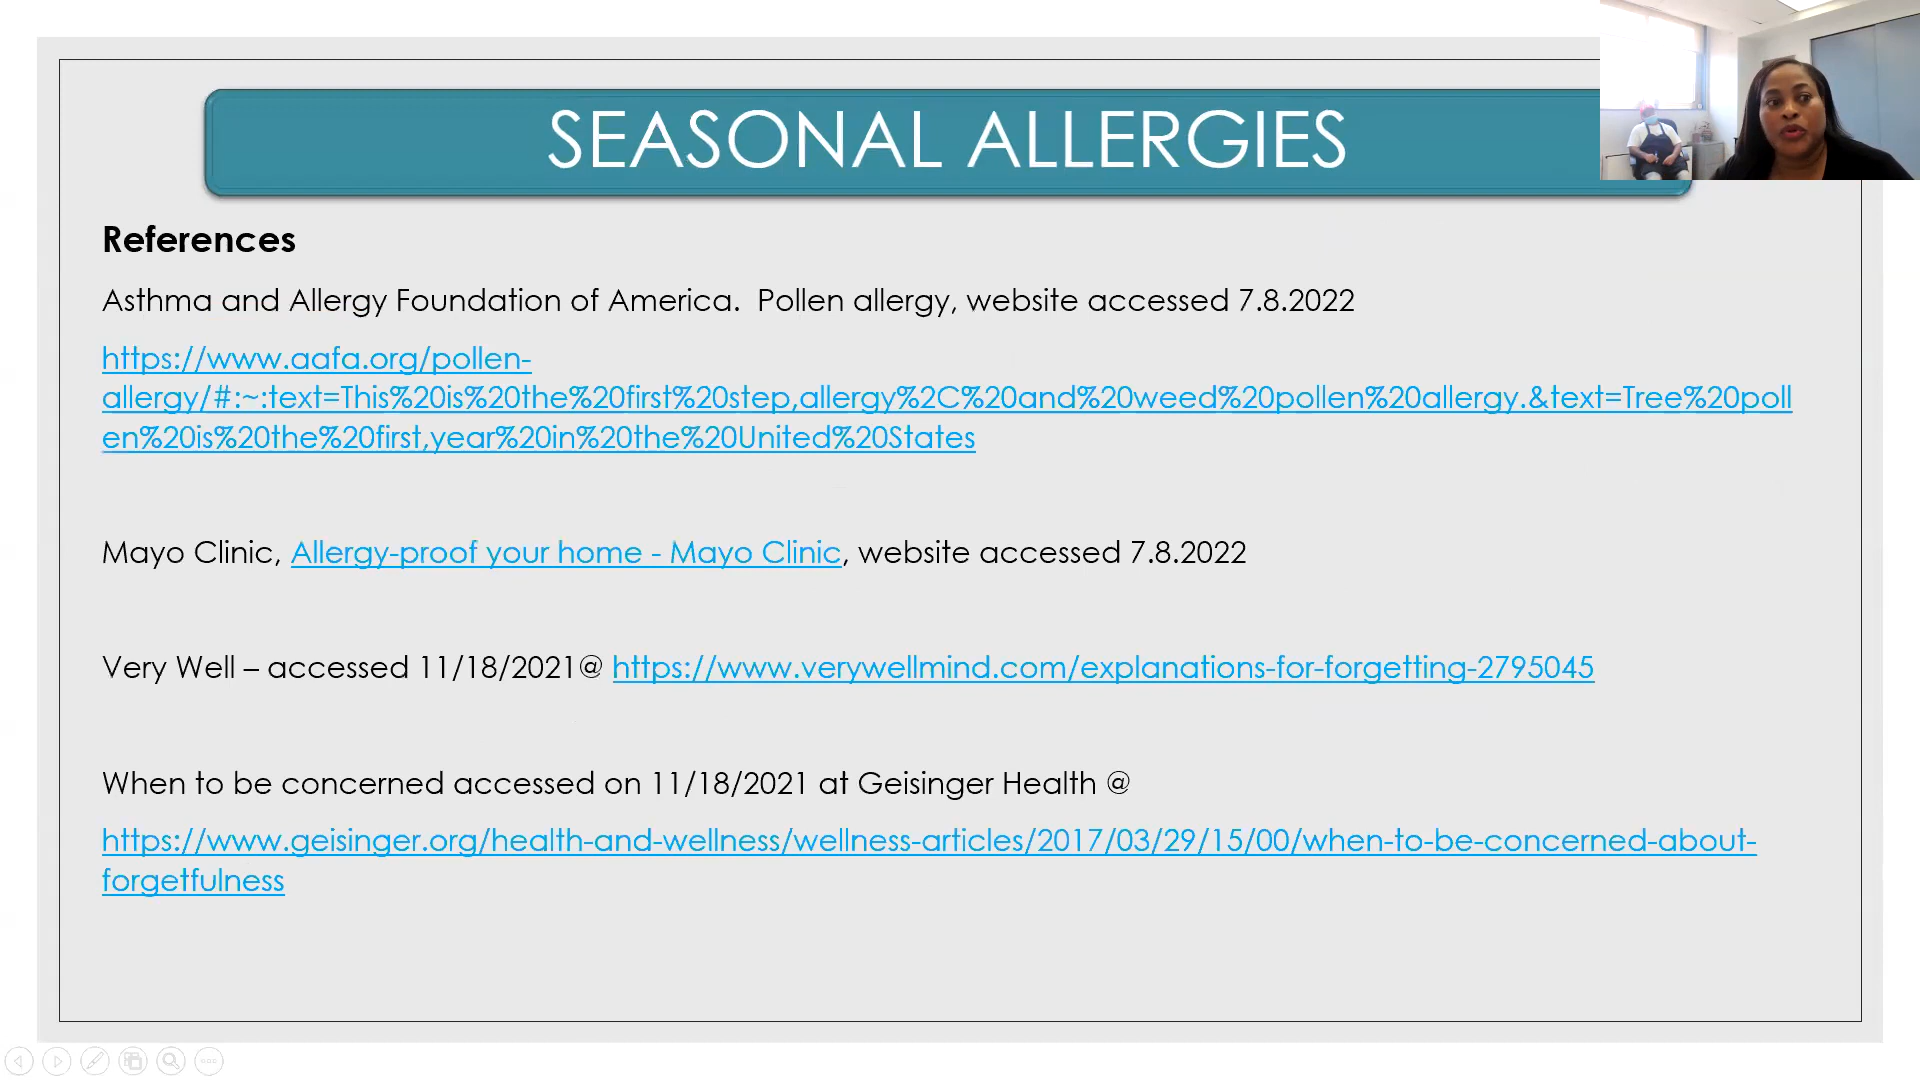 SEASONAL ALLERGIES
References
Asthma and Allergy Foundation of America.  Pollen allergy, website accessed 7.8.2022
https://www.aafa.org/pollen-
allergy/#:~:text=This%20is%20the%20first%20step,allergy%2C%20and%20weed%20pollen%20allergy.&text=Tree%20poll
en%20is%20the%20first,year%20in%20the%20United%20States
Mayo Clinic, Allergy-proof your home - Mayo Clinic, website accessed 7.8.2022
Very Well – accessed 11/18/2021@ https://www.verywellmind.com/explanations-for-forgetting-2795045
When to be concerned accessed on 11/18/2021 at Geisinger Health @
https://www.geisinger.org/health-and-wellness/wellness-articles/2017/03/29/15/00/when-to-be-concerned-about-
forgetfulness